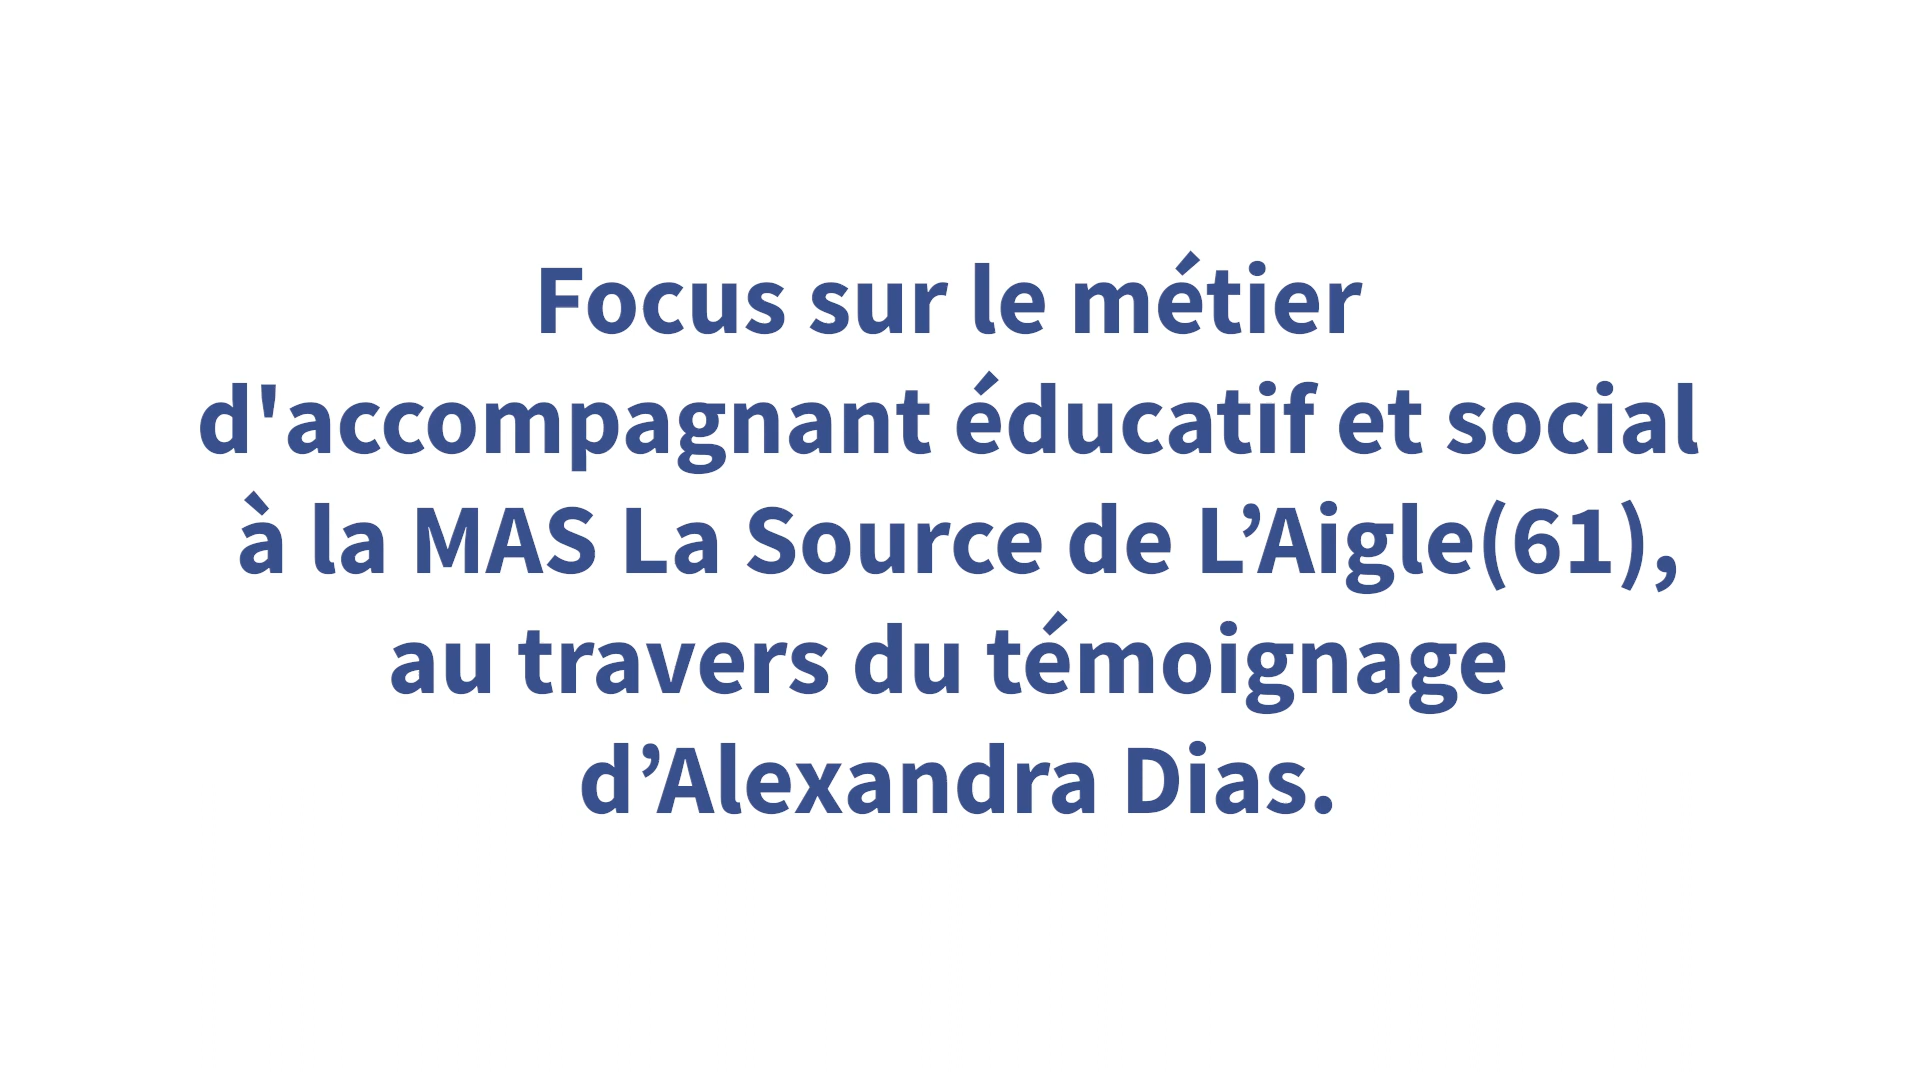 Focus sur le métier
d'accompagnant éducatif et social
à la MAS La Source de L’Aigle(61),
au travers du témoignage
d’Alexandra Dias.